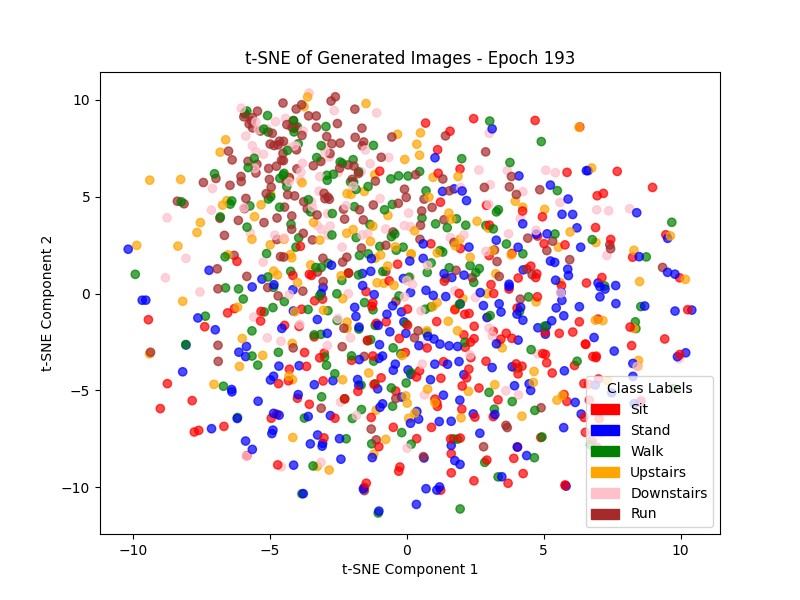 t-SNE of Generated Images - Epoch 193
10
5
0
−5
−10
t-SNE Component 2
−10
−5
0
5
10
t-SNE Component 1
Class Labels
Sit
Stand
Walk
Upstairs
Downstairs
Run